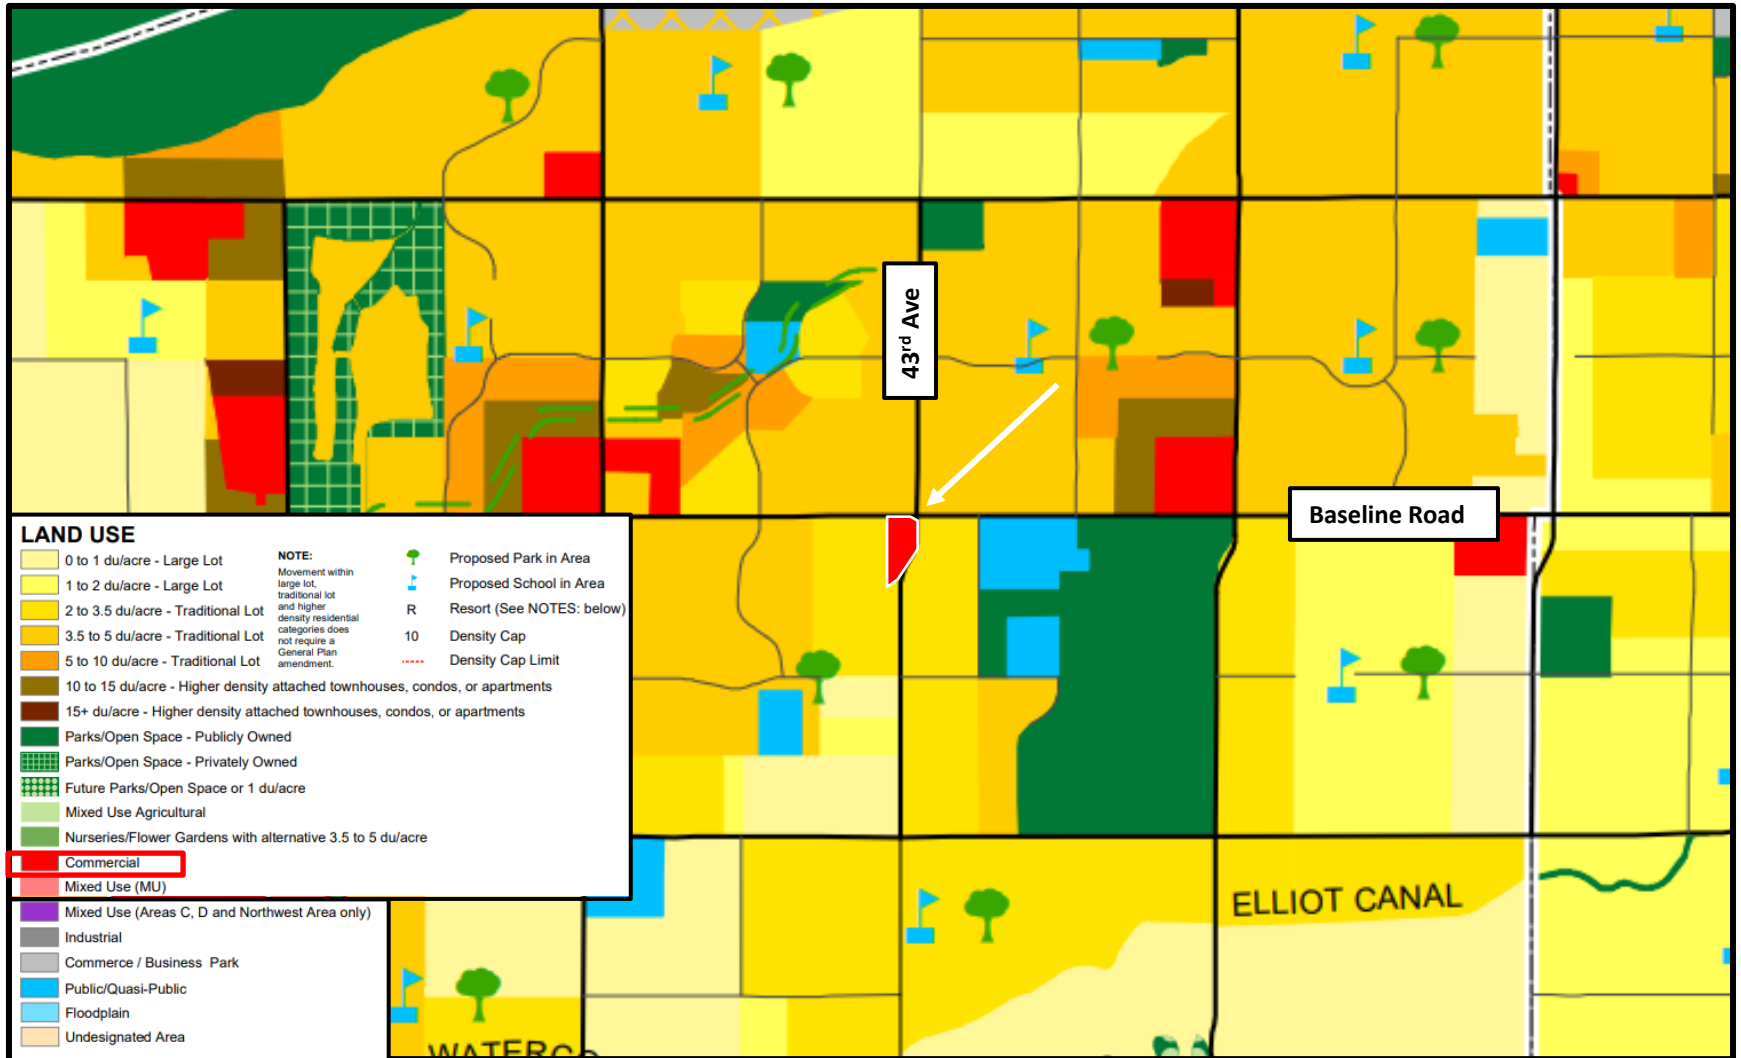 43rd Ave
Baseline Road
LAND USE
0 to 1 du/acre - Large Lot
1 to 2 du/acre - Large Lot
2 to 3.5 du/acre - Traditional Lot
3.5 to 5 du/acre - Traditional Lot
5 to 10 du/acre - Traditional Lot
10 to 15 du/acre - Higher density attached townhouses, condos, or apartments
15+ du/acre - Higher density attached townhouses, condos, or apartments
Parks/Open Space - Publicly Owned
Parks/Open Space - Privately Owned
Future Parks/Open Space or 1 du/acre
Mixed Use Agricultural
Nurseries/Flower Gardens with alternative 3.5 to 5 du/acre
Commercial
Mixed Use (MU)
Mixed Use (Areas C, D and Northwest Area only)
Industrial
Commerce / Business Park
Public/Quasi-Public
Floodplain
Undesignated Area
NOTE:
Movement within
large lot,
traditional lot
and higher
density residential
categories does
not require a
General Plan
amendment.
Proposed Park in Area
Proposed School in Area
R Resort (See NOTES: below)
10 Density Cap
Density Cap Limit
ELLIOT CANAL